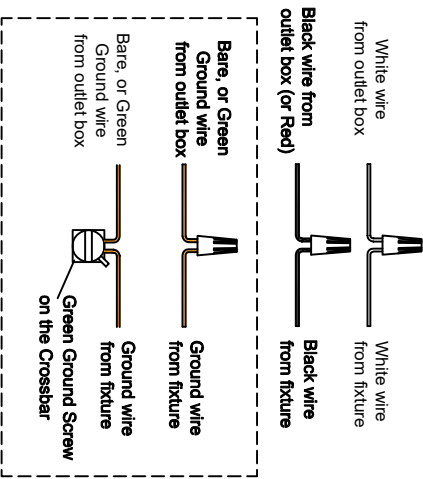 White wire
from outlet box
White wire
from fixture
Black wire from
outlet box (or Red)
Black wire
from fixture
Bare, or Green
Ground wire
from outlet box
Ground wire
from fixture
Bare, or Green
Ground wire
from outlet box
Ground wire
from fixture
Green Ground Screw
on the Crossbar